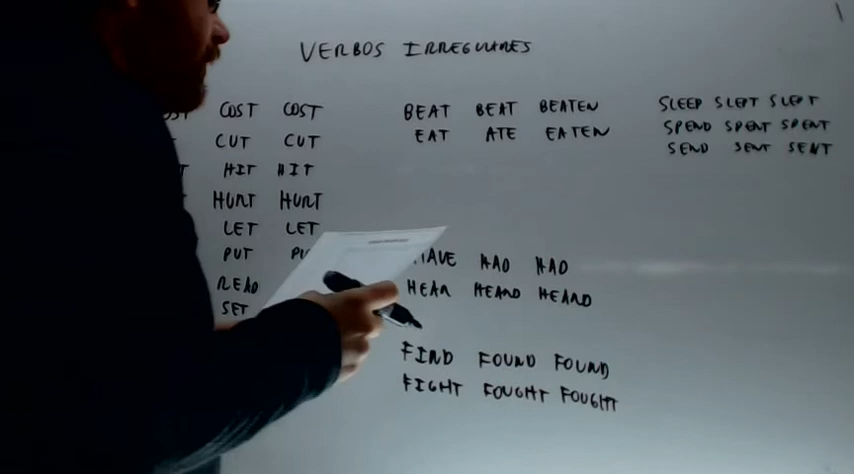 VERBOS IRREGULARES
COST COST
CUT CUT
HIT HIT
HURT HURT
LET LET
PUT
READ
SET
BEAT BEAT BEATEN
EAT ATE EATEN
HAVE HAD HAD
HEAR HEARD HEARD
FIND FOUND FOUND
FIGHT FOUGHT FOUGHT
SLEEP SLEPT SLEPT
SPEND SPENT SPENT
SEND SENT SENT